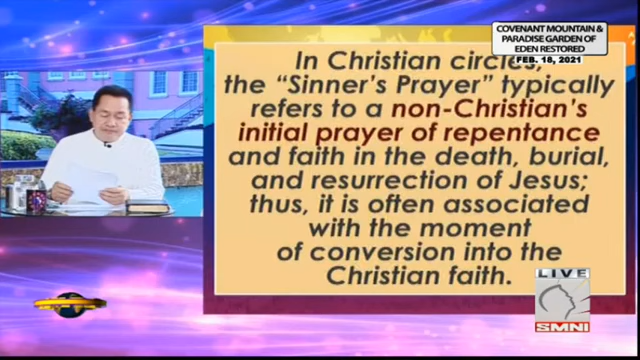 COVENANT MOUNTAIN &
PARADISE GARDEN OF
EDEN RESTORED
FEB. 18, 2021
In Christian circles,
the “Sinner’s Prayer” typically
refers to a non-Christian’s
initial prayer of repentance
and faith in the death, burial,
and resurrection of Jesus;
thus, it is often associated
with the moment
of conversion into the
Christian faith.
LIVE
SMNI